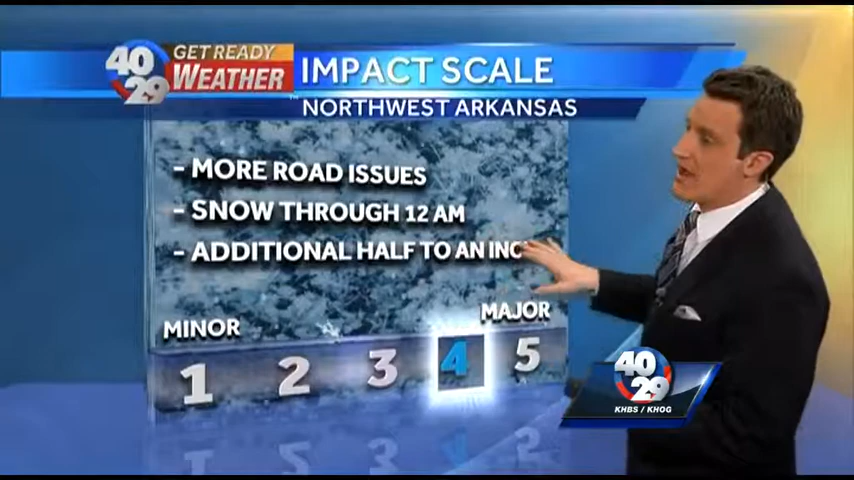 40 29
GET READY
WEATHER
IMPACT SCALE
NORTHWEST ARKANSAS
- MORE ROAD ISSUES
- SNOW THROUGH 12 AM
- ADDITIONAL HALF TO AN INC
MINOR
MAJOR
1 2 3 4 5
40
29
KHBS / KHOG